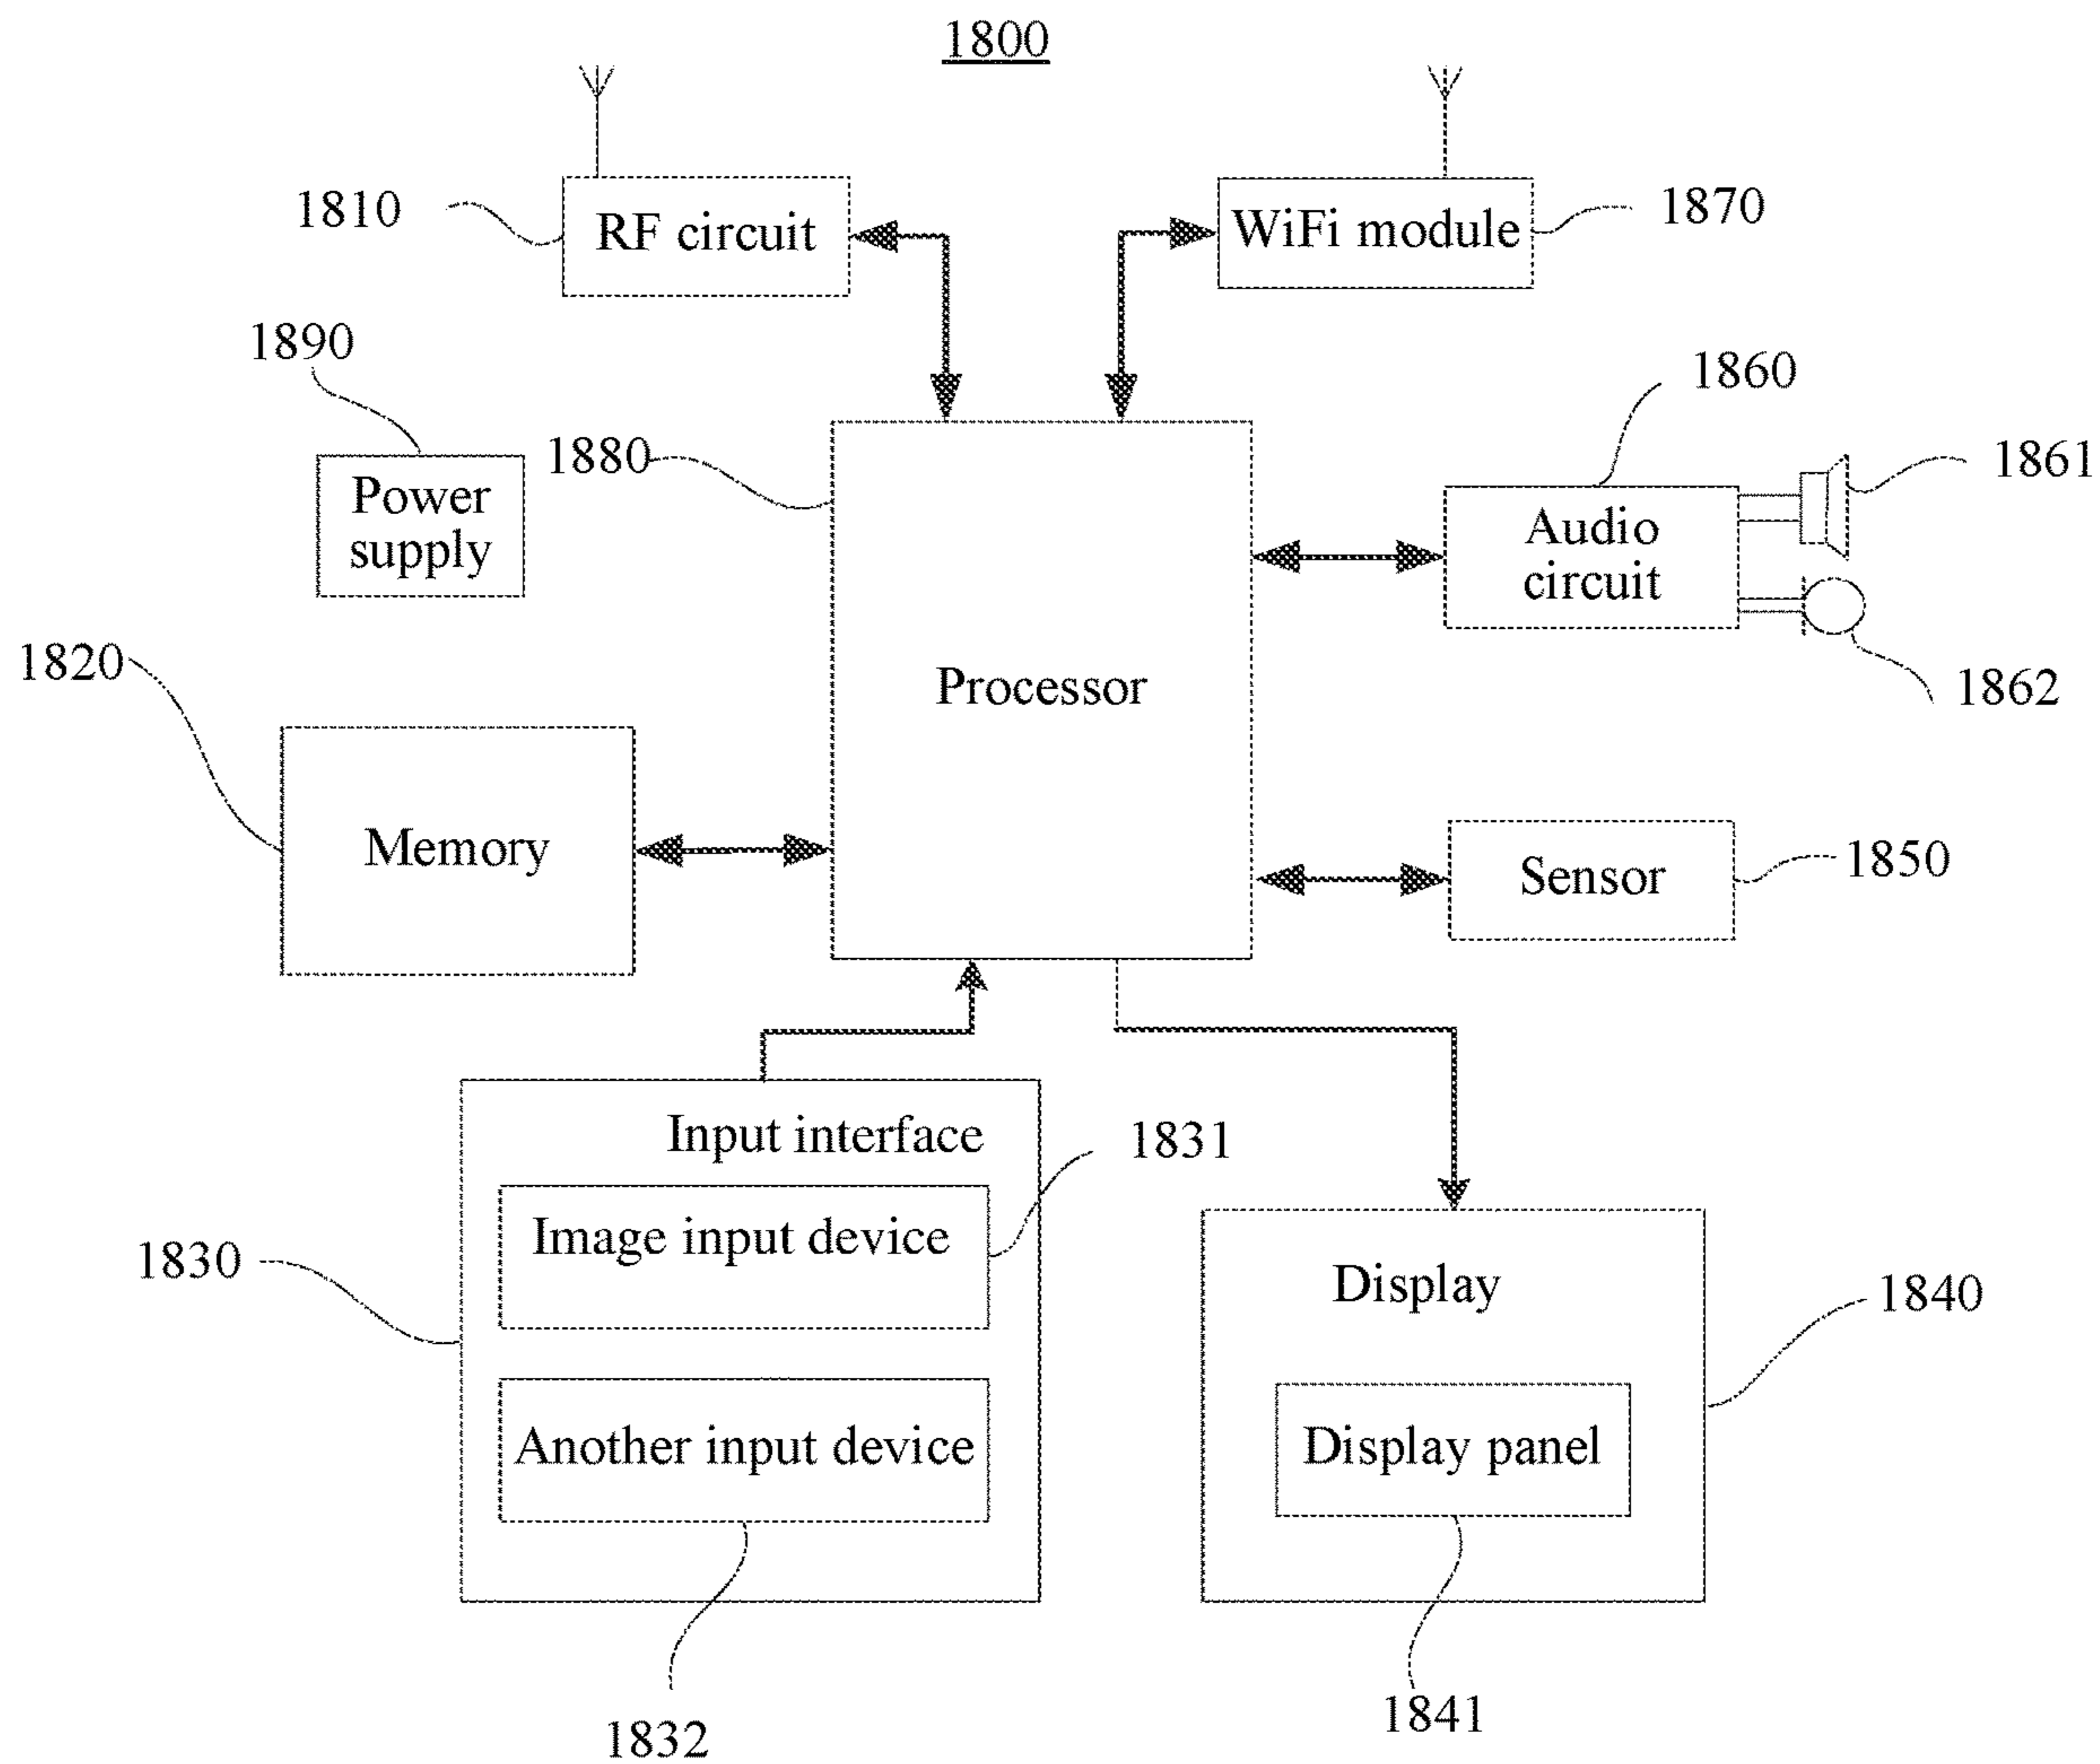 1800
1810
RF circuit
WiFi module
1870
1890
1860
1880
1861
Power
supply
Audio
circuit
1820
Processor
1862
Memory
Sensor
1850
Input interface
1831
Image input device
1830
Display
1840
Another input device
Display panel
1832
1841